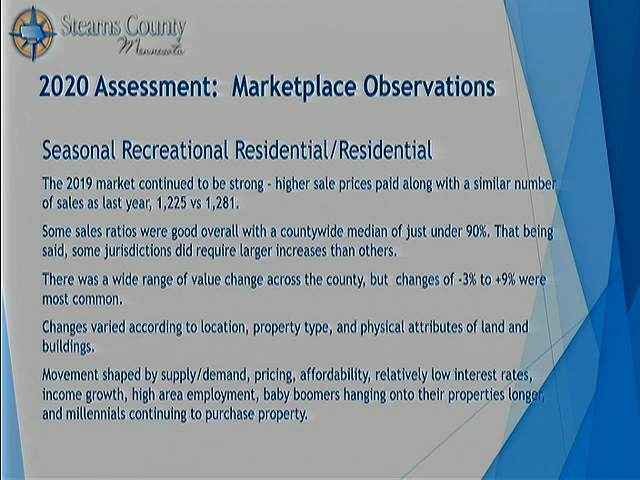 Stearns County
Minnesota
2020 Assessment: Marketplace Observations
Seasonal Recreational Residential/Residential
The 2019 market continued to be strong - higher sale prices paid along with a similar number
of sales as last year, 1,225 vs 1,281.
Some sales ratios were good overall with a countywide median of just under 90%. That being
said, some jurisdictions did require larger increases than others.
There was a wide range of value change across the county, but changes of -3% to +9% were
most common.
Changes varied according to location, property type, and physical attributes of land and
buildings.
Movement shaped by supply/demand, pricing, affordability, relatively low interest rates,
income growth, high area employment, baby boomers hanging onto their properties longer,
and millennials continuing to purchase property.